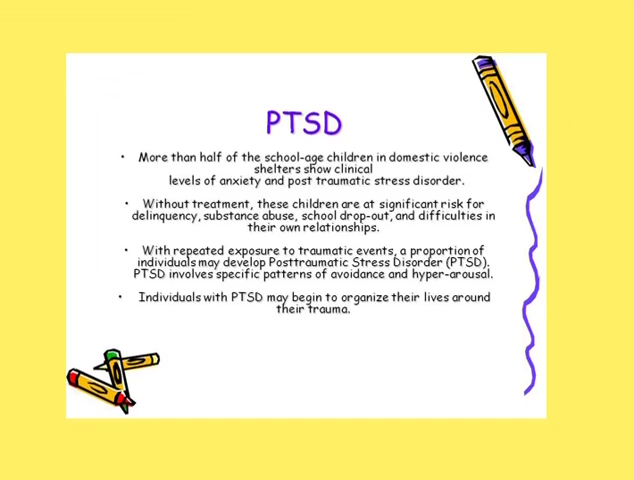 PTSD
• More than half of the school-age children in domestic violence
shelters show clinical
levels of anxiety and post traumatic stress disorder.
• Without treatment, these children are at significant risk for
delinquency, substance abuse, school drop-out, and difficulties in
their own relationships.
• With repeated exposure to traumatic events, a proportion of
individuals may develop Posttraumatic Stress Disorder (PTSD).
PTSD involves specific patterns of avoidance and hyper-arousal.
• Individuals with PTSD may begin to organize their lives around
their trauma.